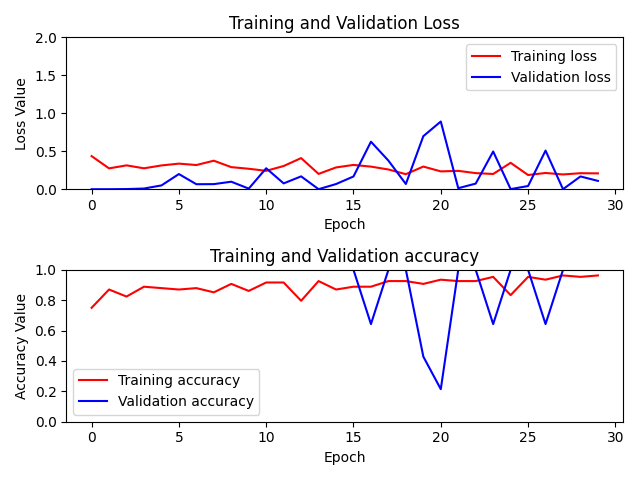 Training and Validation Loss
2.0
1.5
1.0
0.5
0.0
Loss Value
Training loss
Validation loss
0 5 10 15 20 25 30
Epoch
Training and Validation accuracy
1.0
0.8
0.6
0.4
0.2
0.0
Accuracy Value
Training accuracy
Validation accuracy
0 5 10 15 20 25 30
Epoch